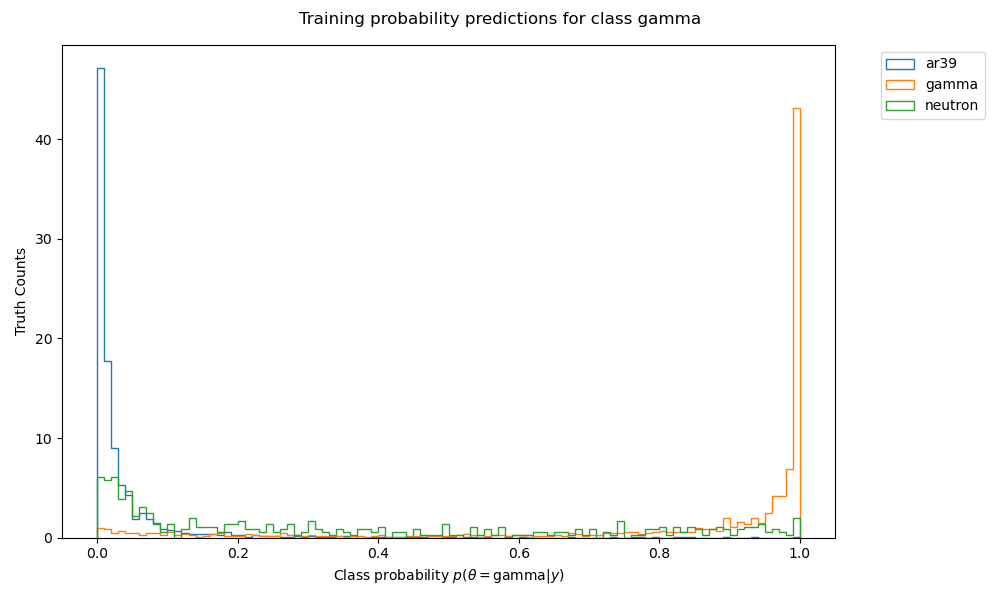 Training probability predictions for class gamma
ar39
gamma
neutron
Truth Counts
40
30
20
10
0
0.0 0.2 0.4 0.6 0.8 1.0
Class probability p(θ = gamma|y)